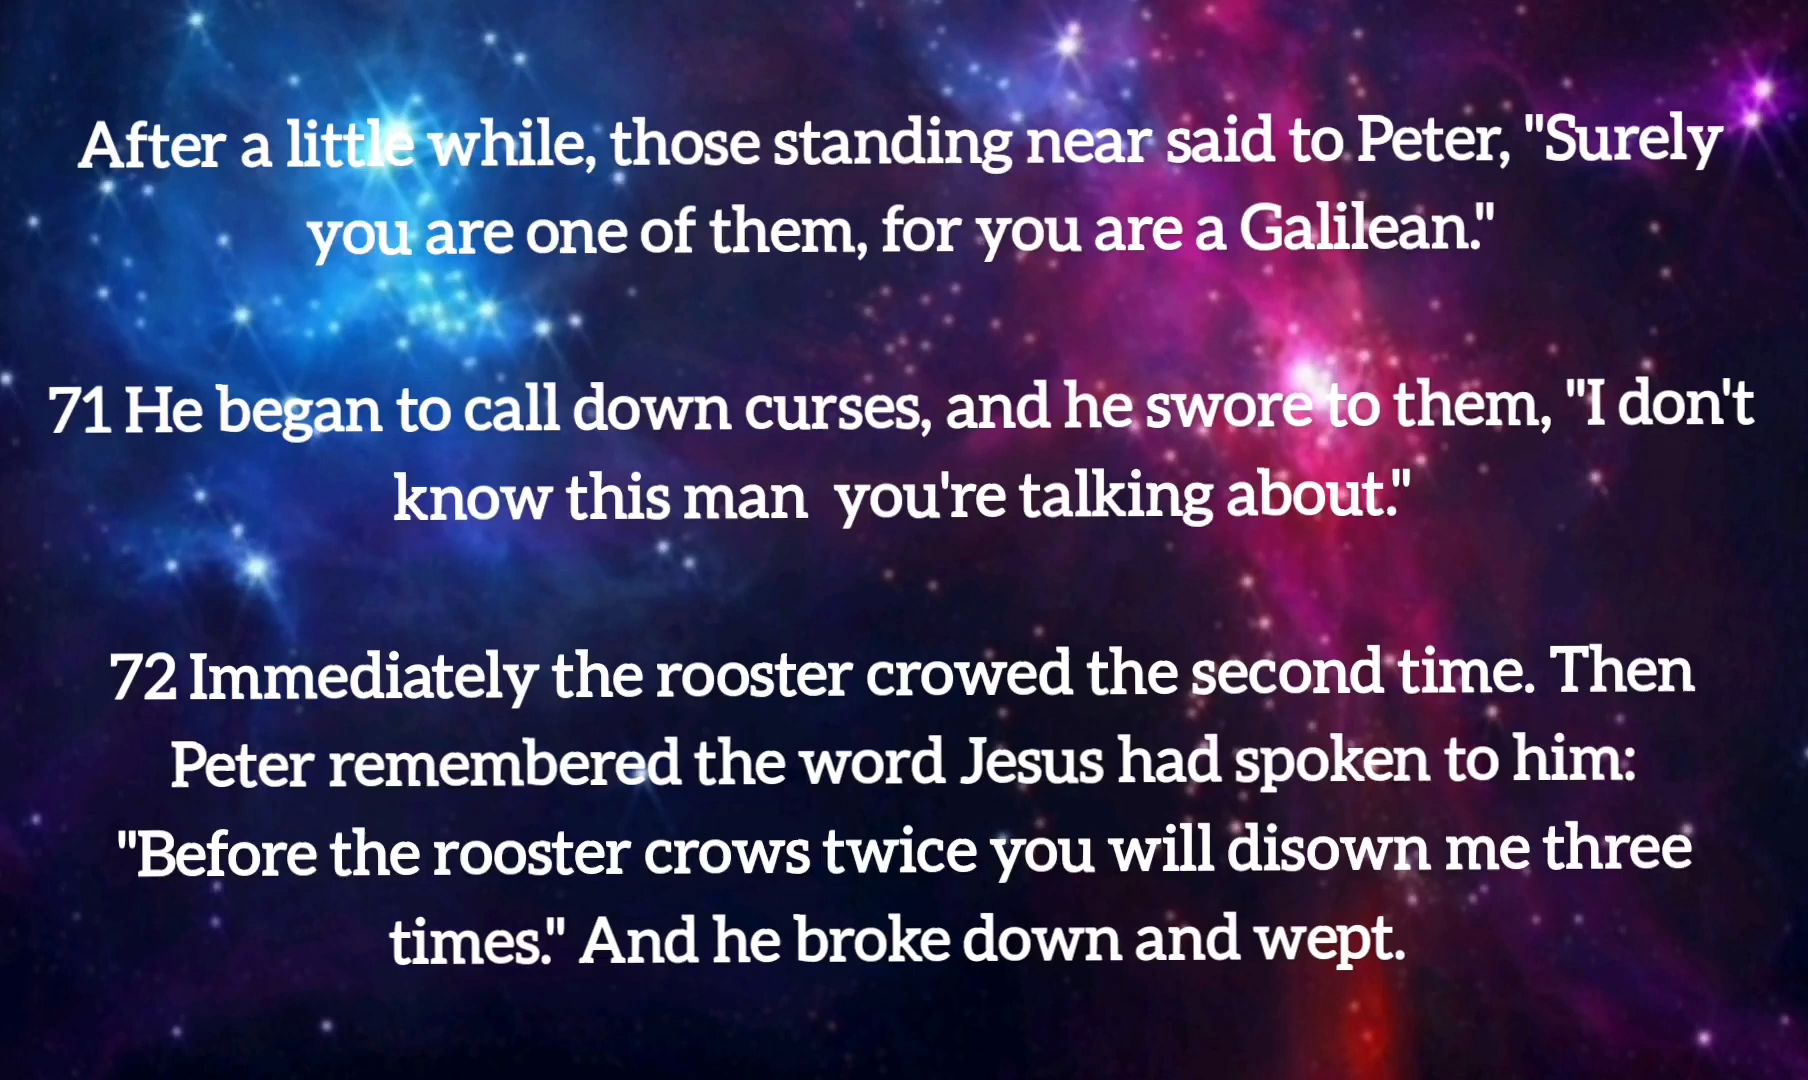 After a little while, those standing near said to Peter, "Surely
you are one of them, for you are a Galilean."
71 He began to call down curses, and he swore to them, "I don't
know this man  you're talking about."
72 Immediately the rooster crowed the second time. Then
Peter remembered the word Jesus had spoken to him:
"Before the rooster crows twice you will disown me three
times." And he broke down and wept.